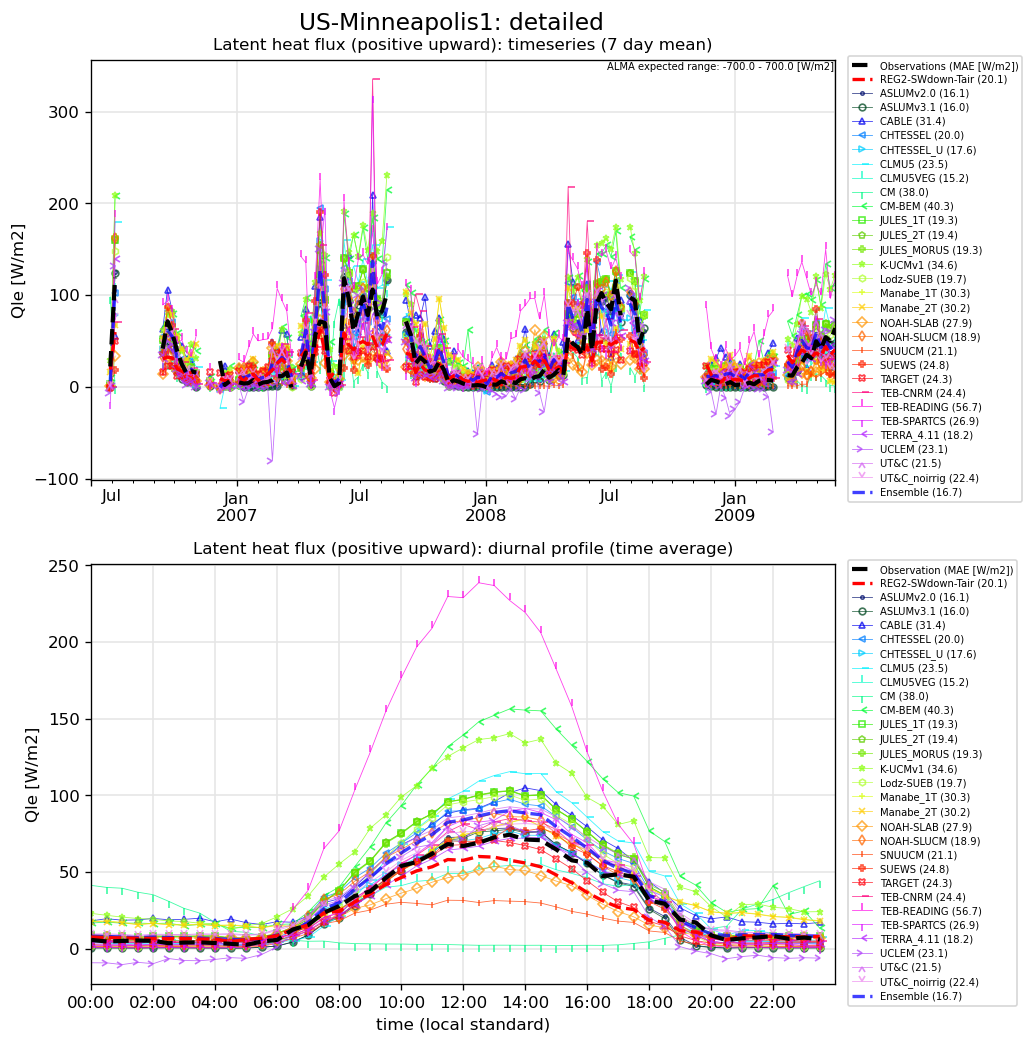 US-Minneapolis1: detailed
Latent heat flux (positive upward): timeseries (7 day mean)
ALMA expected range: -700.0 - 700.0 [W/m2]
Qle [W/m2]
300
200
100
0
−100
Jul
Jan
2007
Jul
Jan
2008
Jul
Jan
2009
Observations (MAE [W/m2])
REG2-SWdown-Tair (20.1)
ASLUMv2.0 (16.1)
ASLUMv3.1 (16.0)
CABLE (31.4)
CHTESSEL (20.0)
CHTESSEL_U (17.6)
CLMU5 (23.5)
CLMU5VEG (15.2)
CM (38.0)
CM-BEM (40.3)
JULES_1T (19.3)
JULES_2T (19.4)
JULES_MORUS (19.3)
K-UCMv1 (34.6)
Lodz-SUEB (19.7)
Manabe_1T (30.3)
Manabe_2T (30.2)
NOAH-SLAB (27.9)
NOAH-SLUCM (18.9)
SNUUCM (21.1)
SUEWS (24.8)
TARGET (24.3)
TEB-CNRM (24.4)
TEB-READING (56.7)
TEB-SPARTCS (26.9)
TERRA_4.11 (18.2)
UCLEM (23.1)
UT&C (21.5)
UT&C_noirrig (22.4)
Ensemble (16.7)
Latent heat flux (positive upward): diurnal profile (time average)
Qle [W/m2]
250
200
150
100
50
0
00:00
02:00
04:00
06:00
08:00
10:00
12:00
14:00
16:00
18:00
20:00
22:00
time (local standard)
Observation (MAE [W/m2])
REG2-SWdown-Tair (20.1)
ASLUMv2.0 (16.1)
ASLUMv3.1 (16.0)
CABLE (31.4)
CHTESSEL (20.0)
CHTESSEL_U (17.6)
CLMU5 (23.5)
CLMU5VEG (15.2)
CM (38.0)
CM-BEM (40.3)
JULES_1T (19.3)
JULES_2T (19.4)
JULES_MORUS (19.3)
K-UCMv1 (34.6)
Lodz-SUEB (19.7)
Manabe_1T (30.3)
Manabe_2T (30.2)
NOAH-SLAB (27.9)
NOAH-SLUCM (18.9)
SNUUCM (21.1)
SUEWS (24.8)
TARGET (24.3)
TEB-CNRM (24.4)
TEB-READING (56.7)
TEB-SPARTCS (26.9)
TERRA_4.11 (18.2)
UCLEM (23.1)
UT&C (21.5)
UT&C_noirrig (22.4)
Ensemble (16.7)